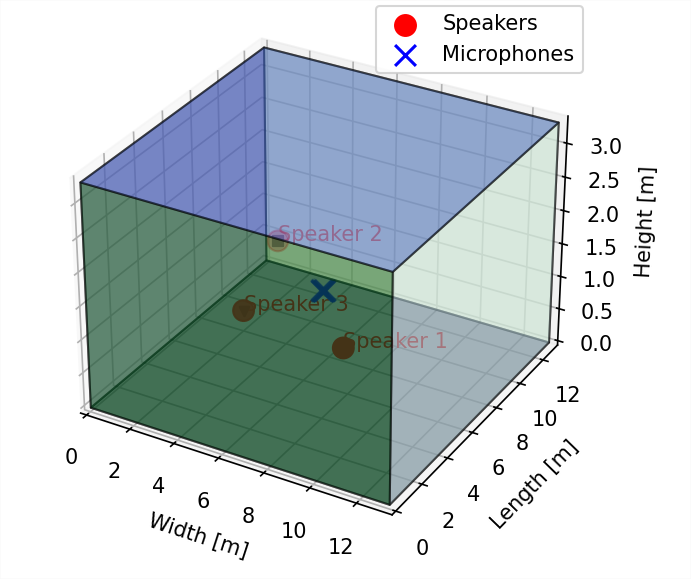 Speakers
Microphones
3.0
2.5
2.0
1.5
1.0
0.5
0.0
Height [m]
Speaker 2
Speaker 3
Speaker 1
0
2
4
6
8
10
12
Width [m]
0
2
4
6
8
10
12
Length [m]